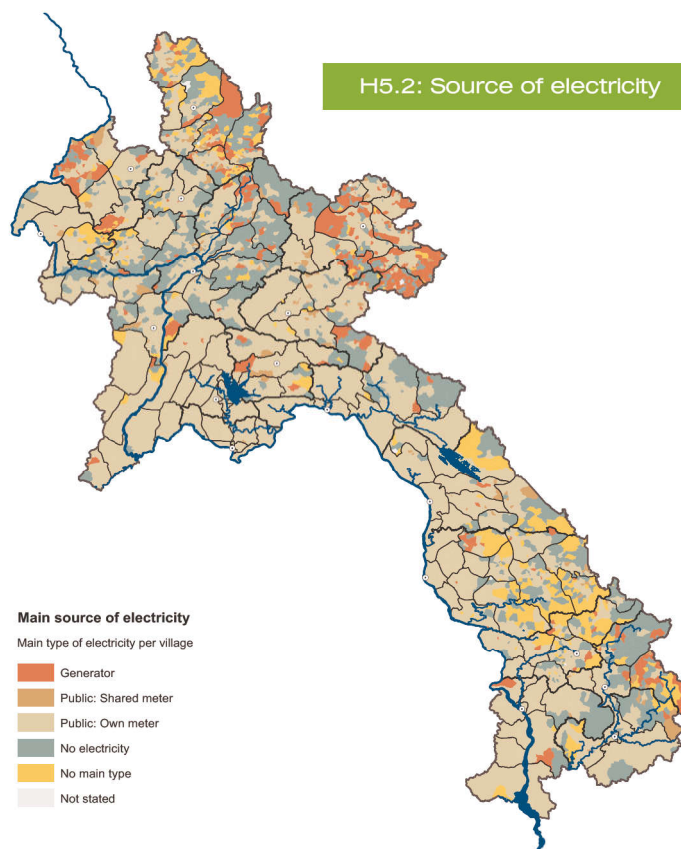 H5.2: Source of electricity
Main source of electricity
Main type of electricity per village
Generator
Public: Shared meter
Public: Own meter
No electricity
No main type
Not stated